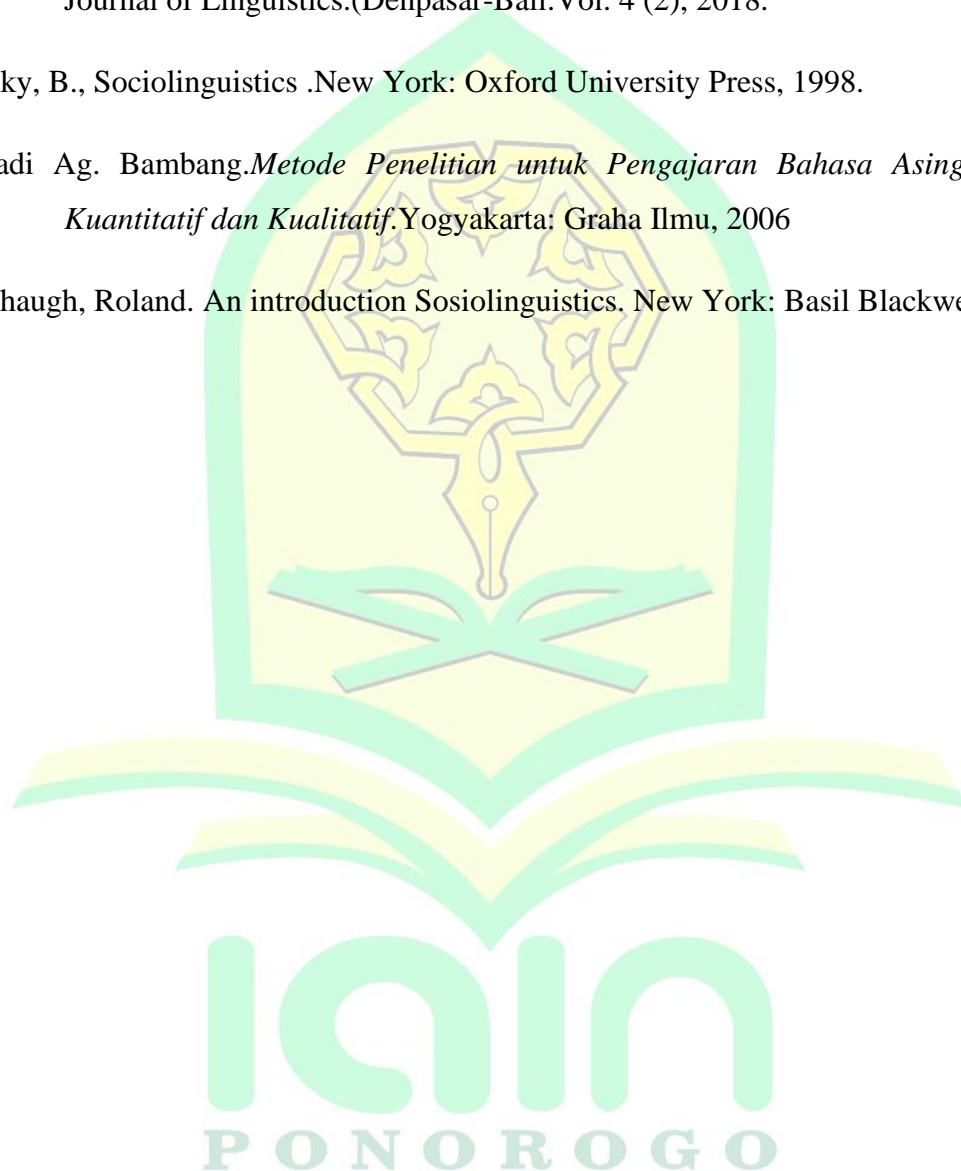 Journal of Linguistics.(Denpasar-Bali:Vol. 4 (2), 2018.
ky, B., Sociolinguistics .New York: Oxford University Press, 1998.
adi Ag. Bambang.Metode Penelitian untuk Pengajaran Bahasa Asing
Kuantitatif dan Kualitatif.Yogyakarta: Graha Ilmu, 2006
haugh, Roland. An introduction Sosiolinguistics. New York: Basil Blackwe
iain
PONOROGO